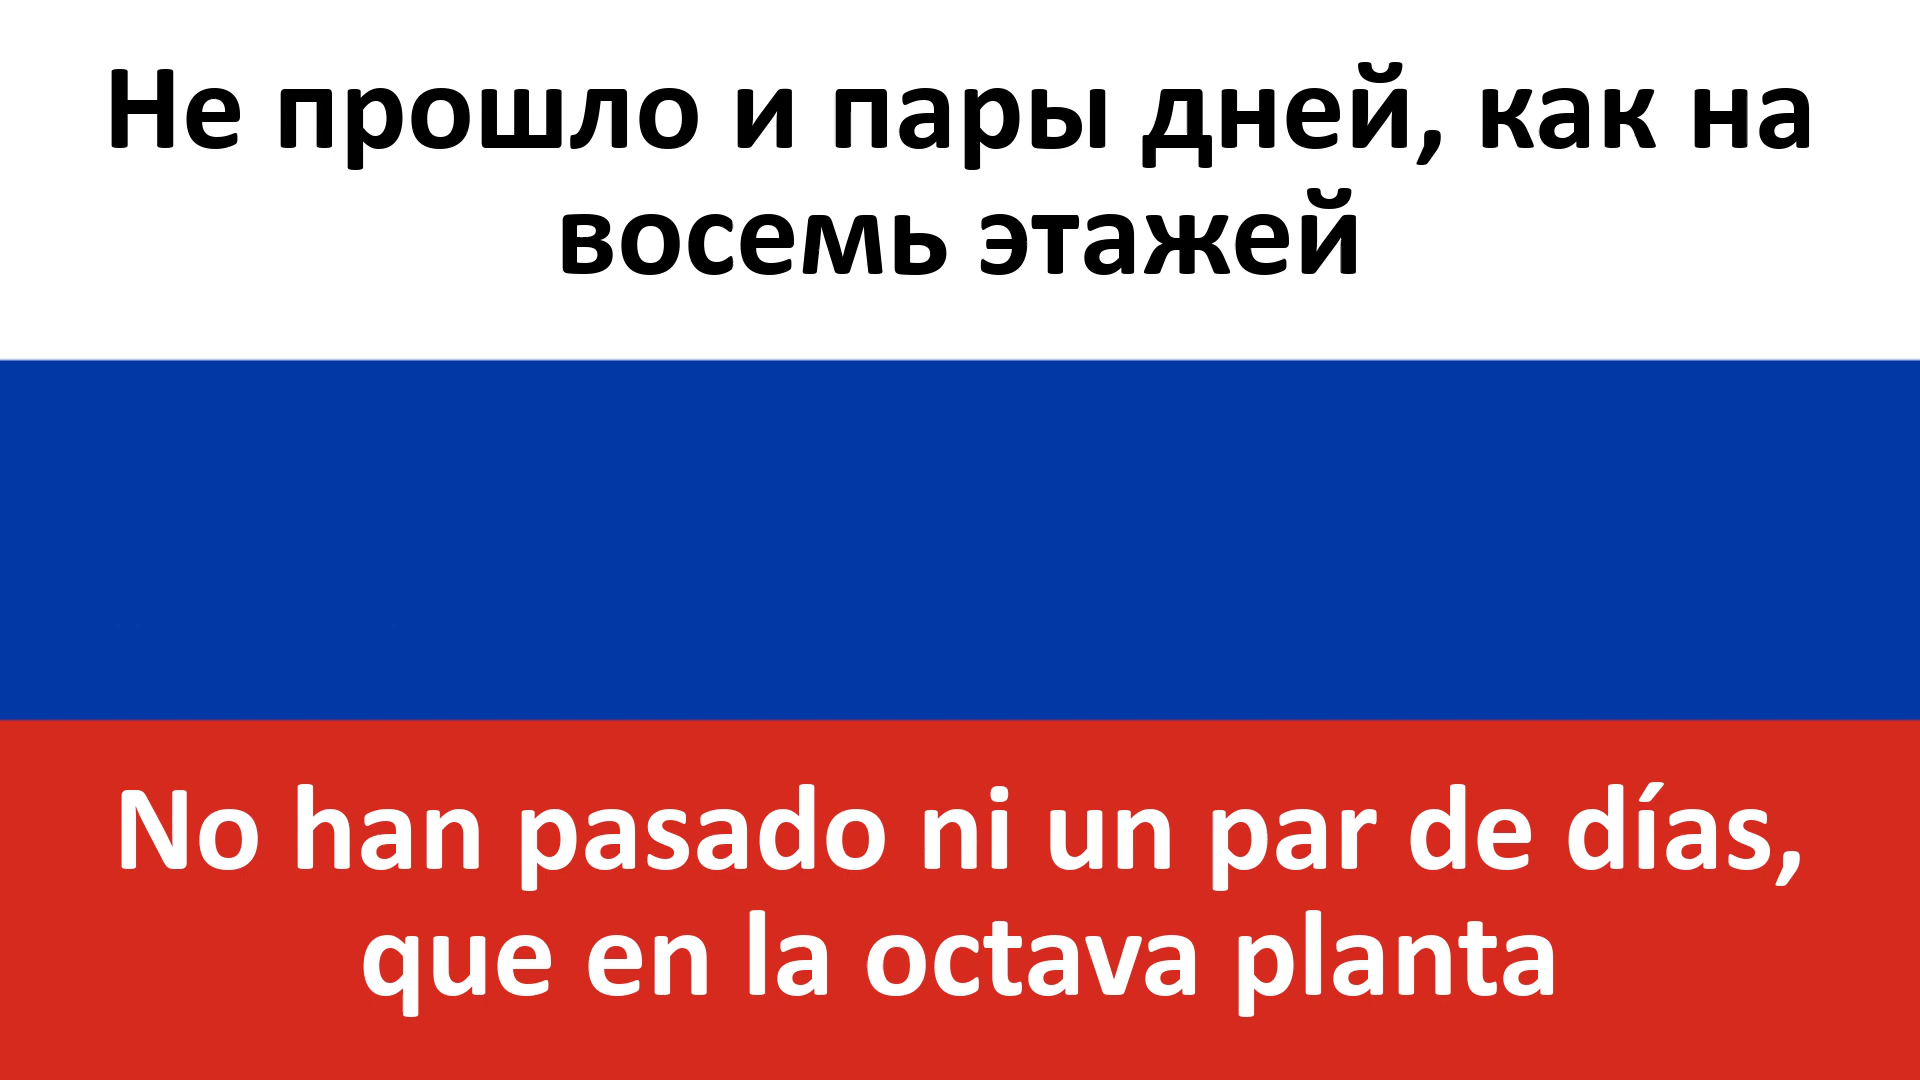 Не прошло и пары дней, как на
восемь этажей
No han pasado ni un par de días,
que en la octava planta